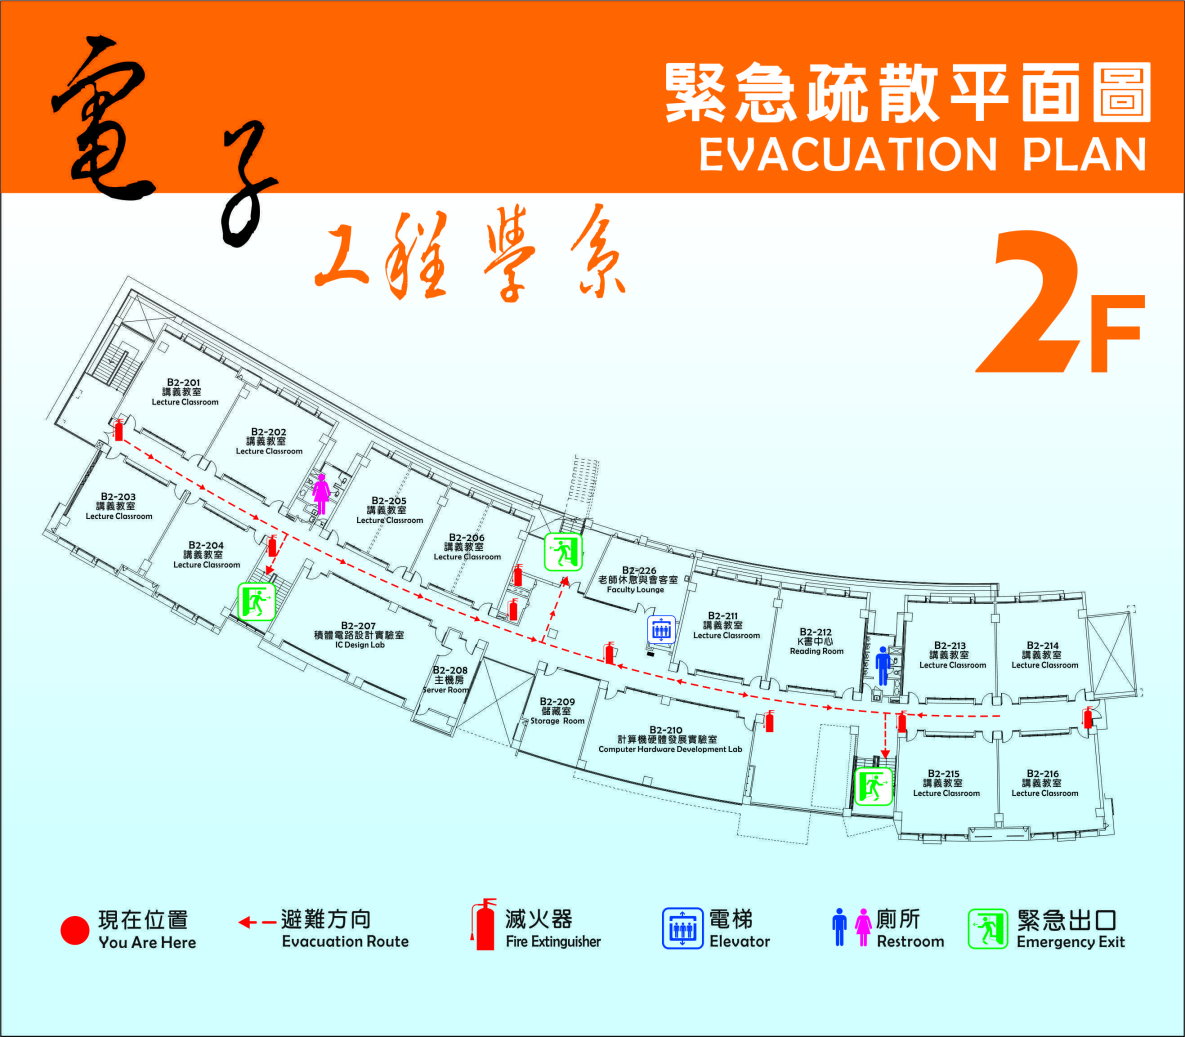 電子
工程學系
緊急疏散平面圖
EVACUATION PLAN
2F
B2-201
講義教室
Lecture Classroom
B2-202
講義教室
Lecture Classroom
B2-203
講義教室
Lecture Classroom
B2-204
講義教室
Lecture Classroom
B2-205
講義教室
Lecture Classroom
B2-206
講義教室
Lecture Classroom
B2-207
積體電路設計實驗室
IC Design Lab
B2-208
主機房
Server Room
B2-209
儲藏室
Storage Room
B2-210
計算機硬體發展實驗室
Computer Hardware Development Lab
B2-226
老師休息與會客室
Faculty Lounge
B2-211
講義教室
Lecture Classroom
B2-212
K書中心
Reading Room
B2-213
講義教室
Lecture Classroom
B2-214
講義教室
Lecture Classroom
B2-215
講義教室
Lecture Classroom
B2-216
講義教室
Lecture Classroom
現在位置
You Are Here
避難方向
Evacuation Route
滅火器
Fire Extinguisher
電梯
Elevator
廁所
Restroom
緊急出口
Emergency Exit